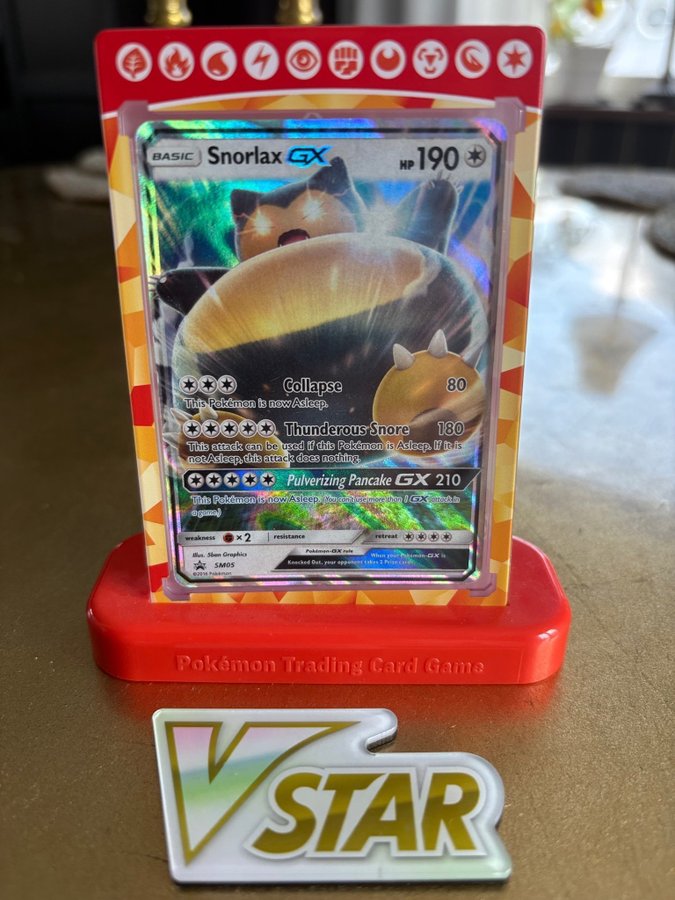 BASIC Snorlax GX HP 190
Collapse 80
This Pokémon is now Asleep.
Thunderous Snore 180
This attack can be used if this Pokémon is Asleep. If it is
not Asleep, this attack does nothing.
Pulverizing Pancake GX 210
This Pokémon is now Asleep. (You can't use more than 1 GX attack in
a game.)
weakness ×2 resistance retreat
Illus. 5ban Graphics Pokémon-GX rule When your Pokémon-GX is
SM05 Knocked Out, your opponent takes 2 Prize cards.
©2016 Pokémon
Pokémon Trading Card Game
V
STAR